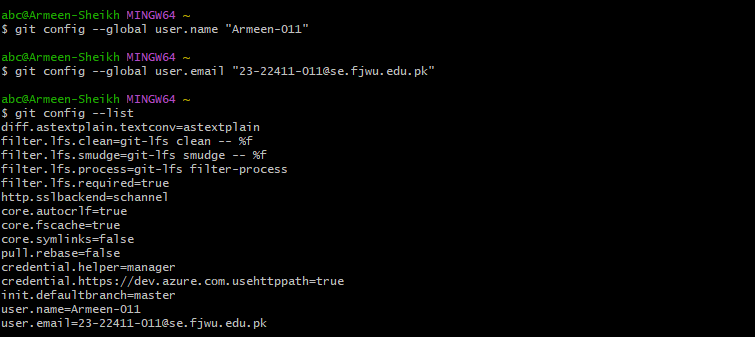 abc@Armeen-Sheikh MINGW64 ~
$ git config --global user.name "Armeen-011"
abc@Armeen-Sheikh MINGW64 ~
$ git config --global user.email "23-22411-011@se.fjwu.edu.pk"
abc@Armeen-Sheikh MINGW64 ~
$ git config --list
diff.astextplain.textconv=astextplain
filter.lfs.clean=git-lfs clean -- %f
filter.lfs.smudge=git-lfs smudge -- %f
filter.lfs.process=git-lfs filter-process
filter.lfs.required=true
http.sslbackend=schannel
core.autocrlf=true
core.fscache=true
core.symlinks=false
pull.rebase=false
credential.helper=manager
credential.https://dev.azure.com.usehttppath=true
init.defaultbranch=master
user.name=Armeen-011
user.email=23-22411-011@se.fjwu.edu.pk